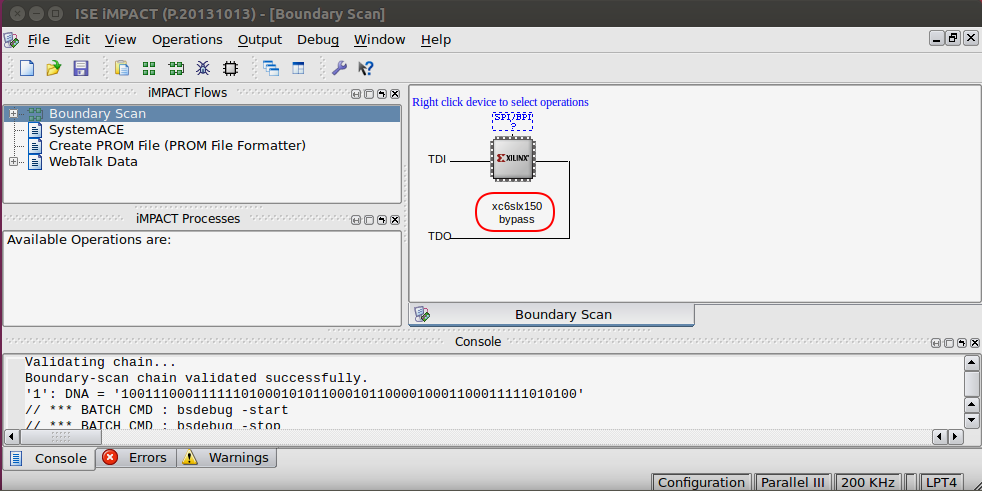 ISE iMPACT (P.20131013) - [Boundary Scan]
File Edit View Operations Output Debug Window Help
iMPACT Flows
Boundary Scan
SystemACE
Create PROM File (PROM File Formatter)
WebTalk Data
iMPACT Processes
Available Operations are:
Right click device to select operations
SPI/BPI
?
TDI
XILINX
xc6slx150
bypass
TDO
Boundary Scan
Console
Validating chain...
Boundary-scan chain validated successfully.
'1': DNA = '100111000111111010001010110001011000010001100011111010100'
// *** BATCH CMD : bsdebug -start
// *** BATCH CMD : bsdebug -stop
Console Errors Warnings
Configuration Parallel III 200 KHz LPT4